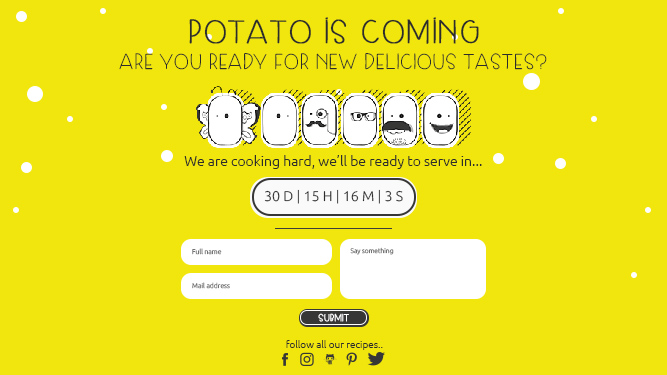 POTATO IS COMING
ARE YOU READY FOR NEW DELICIOUS TASTES?
We are cooking hard, we'll be ready to serve in...
30 D | 15 H | 16 M | 3 S
Full name
Say something
Mail address
SUBMIT
follow all our recipes..